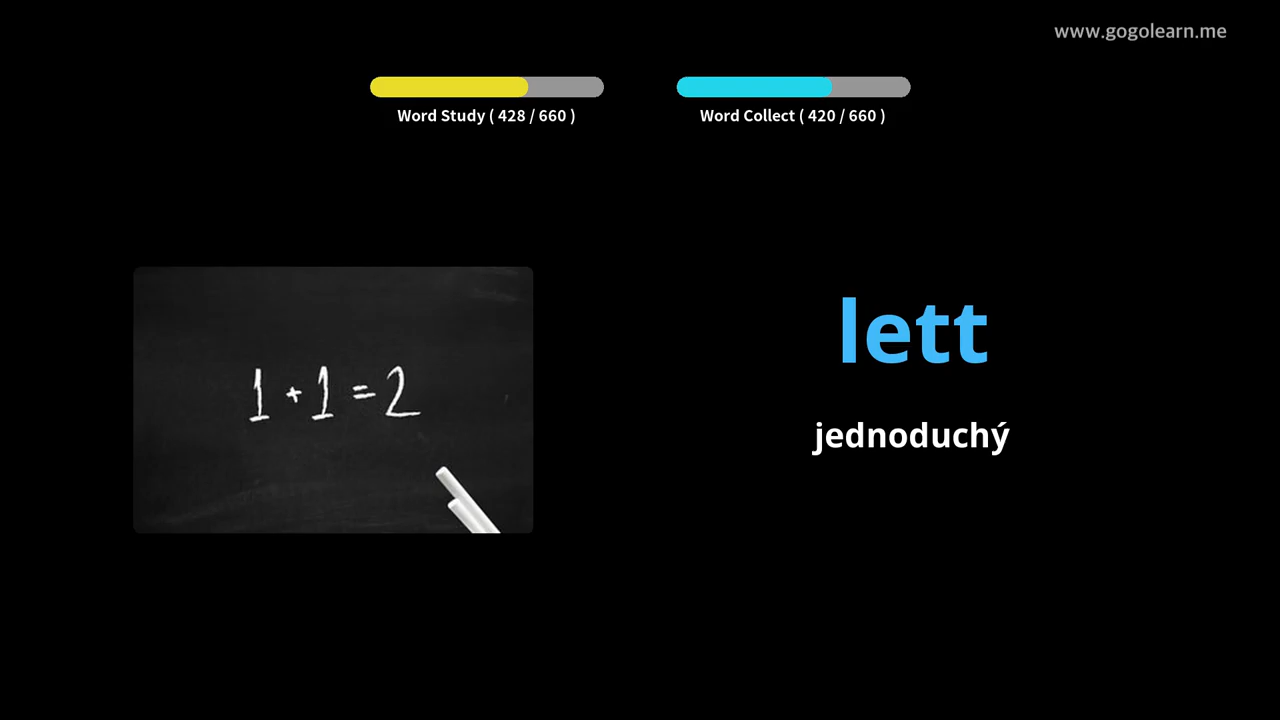 www.gogolearn.me
Word Study ( 428 / 660 )
Word Collect ( 420 / 660 )
1 + 1 = 2
lett
jednoduchý